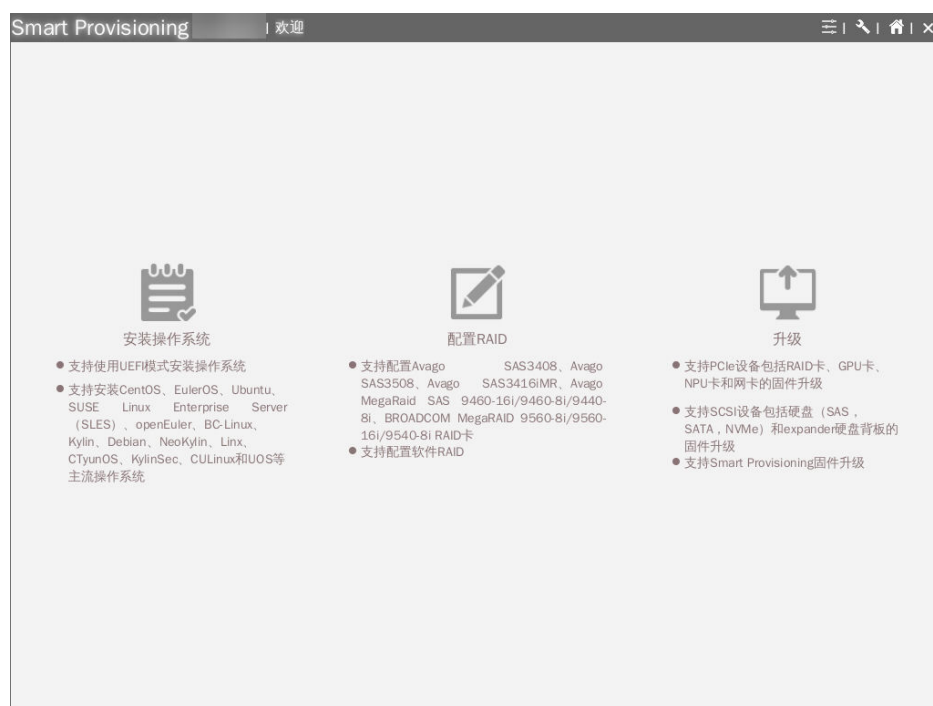 Smart Provisioning | 欢迎
安装操作系统
● 支持使用UEFI模式安装操作系统
● 支持安装CentOS、EulerOS、Ubuntu、
SUSE Linux Enterprise Server
（SLES）、openEuler、BC-Linux、
Kylin、Debian、NeoKylin、Linx、
CTyunOS、KylinSec、CULinux和UOS等
主流操作系统
配置RAID
● 支持配置Avago SAS3408、Avago
SAS3508、Avago SAS3416iMR、Avago
MegaRaid SAS 9460-16i/9460-8i/9440-
8i、BROADCOM MegaRAID 9560-8i/9560-
16i/9540-8i RAID卡
● 支持配置软件RAID
升级
● 支持PCIe设备包括RAID卡、GPU卡、
NPU卡和网卡的固件升级
● 支持SCSI设备包括硬盘（SAS，
SATA，NVMe）和expander硬盘背板的
固件升级
● 支持Smart Provisioning固件升级